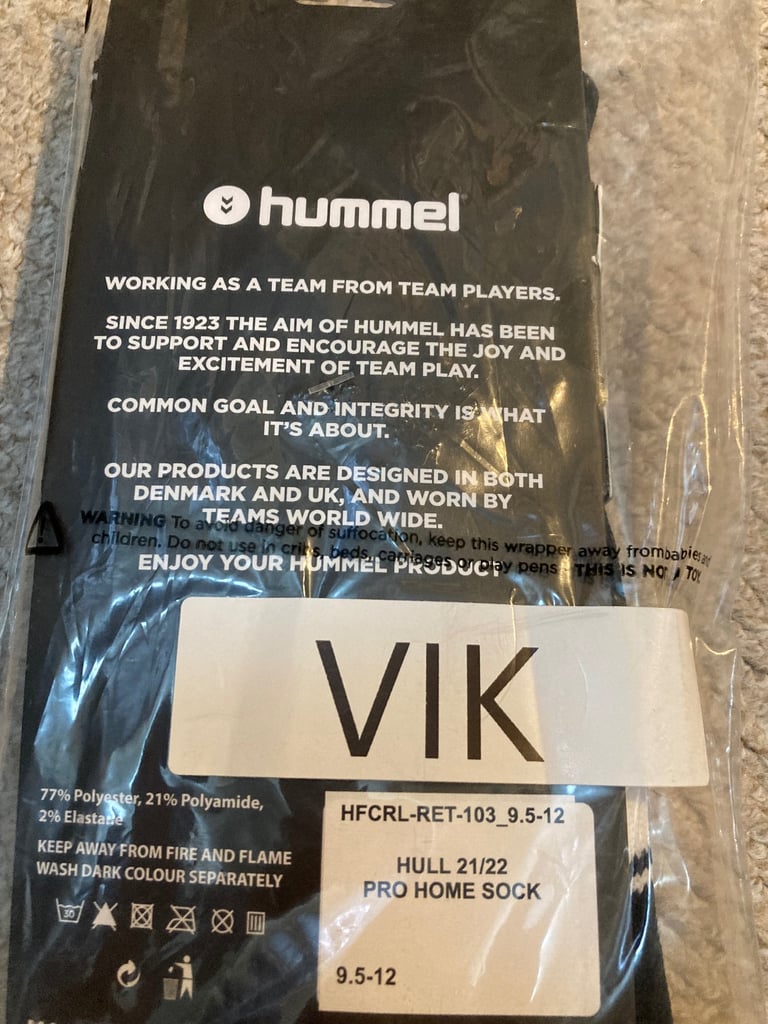 hummel
WORKING AS A TEAM FROM TEAM PLAYERS.
SINCE 1923 THE AIM OF HUMMEL HAS BEEN
TO SUPPORT AND ENCOURAGE THE JOY AND
EXCITEMENT OF TEAM PLAY.
COMMON GOAL AND INTEGRITY IS WHAT
IT'S ABOUT.
OUR PRODUCTS ARE DESIGNED IN BOTH
DENMARK AND UK, AND WORN BY
TEAMS WORLD WIDE.
WARNING To avoid danger of suffocation, keep this wrapper away from babies and
children. Do not use in cribs, beds, carriages or play pens THIS IS NOT A TOY
ENJOY YOUR HUMMEL PRODUCT
VIK
77% Polyester, 21% Polyamide,
2% Elastane
KEEP AWAY FROM FIRE AND FLAME
WASH DARK COLOUR SEPARATELY
30
HFCRL-RET-103_9.5-12
HULL 21/22
PRO HOME SOCK
9.5-12